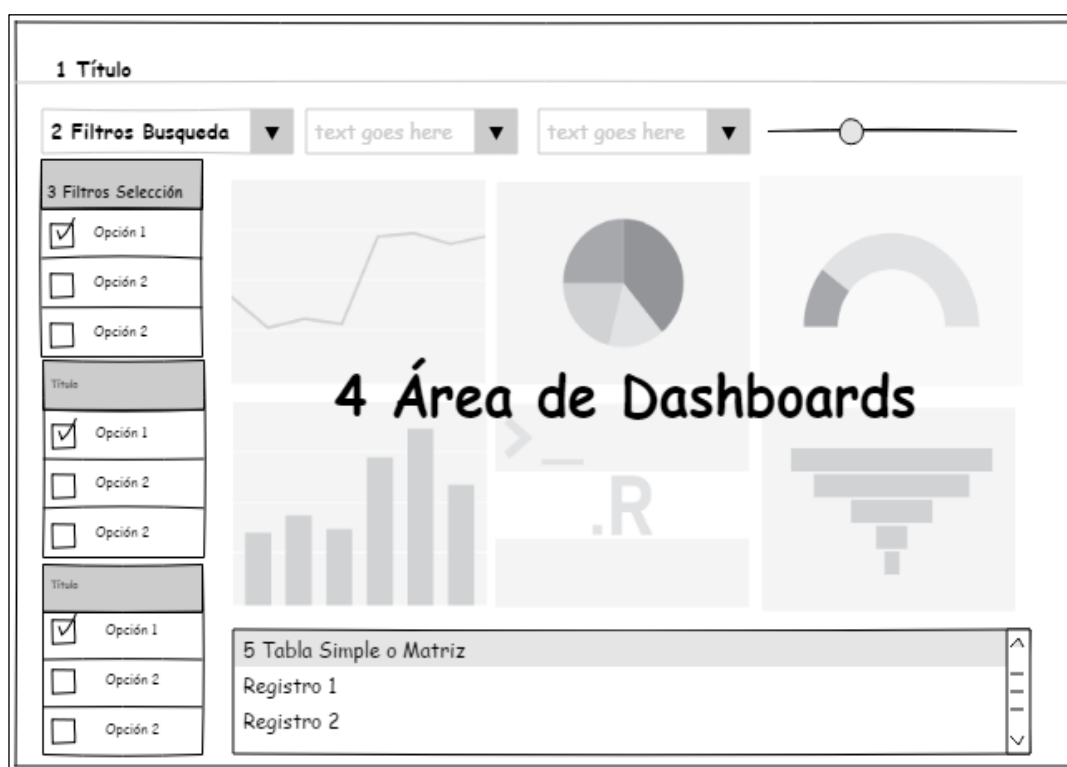 1 Título
2 Filtros Busqueda
text goes here
text goes here
3 Filtros Selección
Opción 1
Opción 2
Opción 2
Título
Opción 1
Opción 2
Opción 2
Título
Opción 1
Opción 2
Opción 2
4 Área de Dashboards
>_
.R
5 Tabla Simple o Matriz
Registro 1
Registro 2